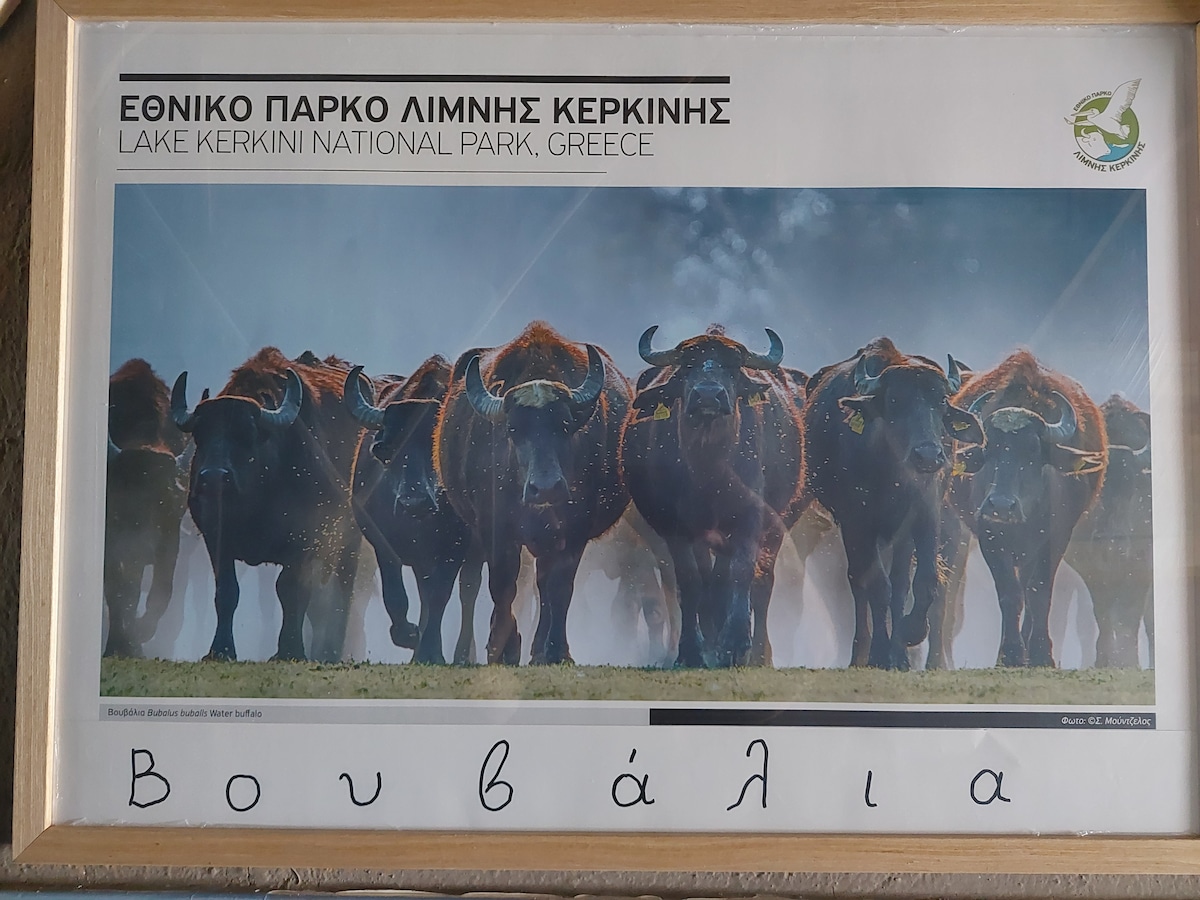 ΕΘΝΙΚΟ ΠΑΡΚΟ ΛΙΜΝΗΣ ΚΕΡΚΙΝΗΣ
LAKE KERKINI NATIONAL PARK, GREECE
ΕΘΝΙΚΟ ΠΑΡΚΟ
ΛΙΜΝΗΣ ΚΕΡΚΙΝΗΣ
Βουβάλια Bubalus bubalis Water buffalo
Φωτο: ©Σ. Μούντζελος
Βουβάλια